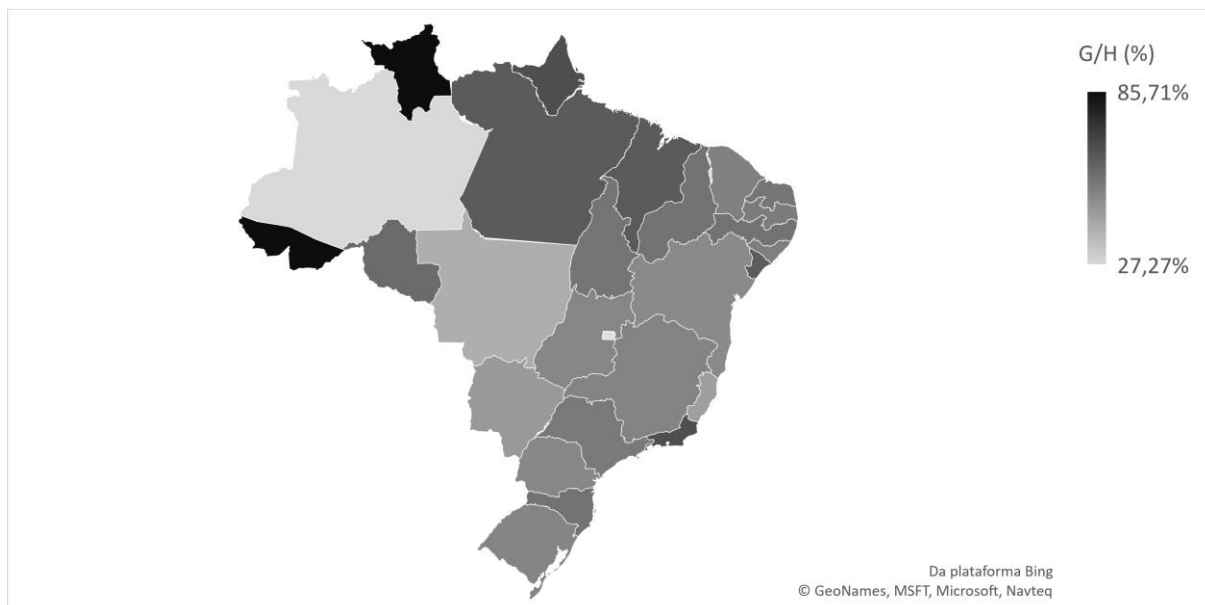 G/H (%)
85,71%
27,27%
Da plataforma Bing
© GeoNames, MSFT, Microsoft, Navteq